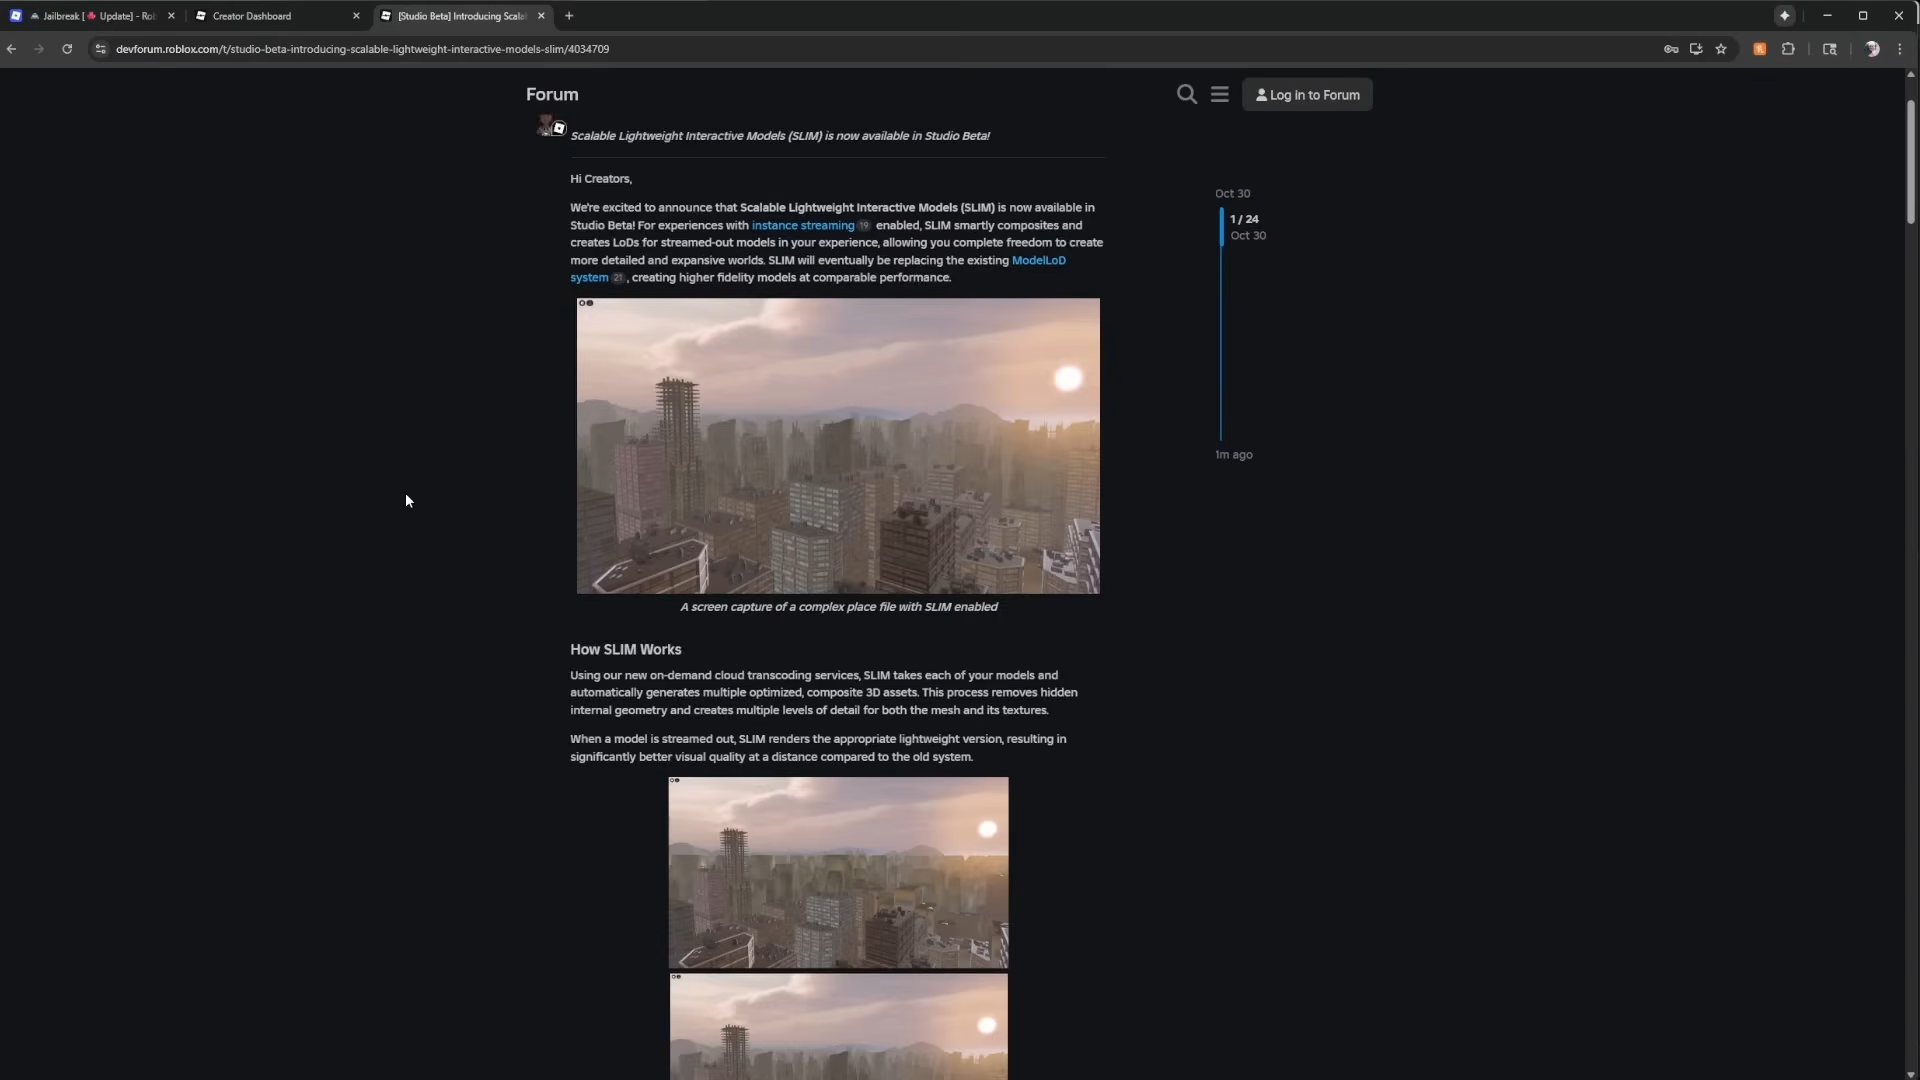 Jailbreak [🍁 Update] - Rob
Creator Dashboard
[Studio Beta] Introducing Scalab
devforum.roblox.com/t/studio-beta-introducing-scalable-lightweight-interactive-models-slim/4034709
Forum
Log in to Forum
Scalable Lightweight Interactive Models (SLIM) is now available in Studio Beta!
Hi Creators,
We're excited to announce that Scalable Lightweight Interactive Models (SLIM) is now available in
Studio Beta! For experiences with instance streaming 19 enabled, SLIM smartly composites and
creates LoDs for streamed-out models in your experience, allowing you complete freedom to create
more detailed and expansive worlds. SLIM will eventually be replacing the existing ModelLoD
system 21 , creating higher fidelity models at comparable performance.
A screen capture of a complex place file with SLIM enabled
How SLIM Works
Using our new on-demand cloud transcoding services, SLIM takes each of your models and
automatically generates multiple optimized, composite 3D assets. This process removes hidden
internal geometry and creates multiple levels of detail for both the mesh and its textures.
When a model is streamed out, SLIM renders the appropriate lightweight version, resulting in
significantly better visual quality at a distance compared to the old system.
Oct 30
1 / 24
Oct 30
1m ago